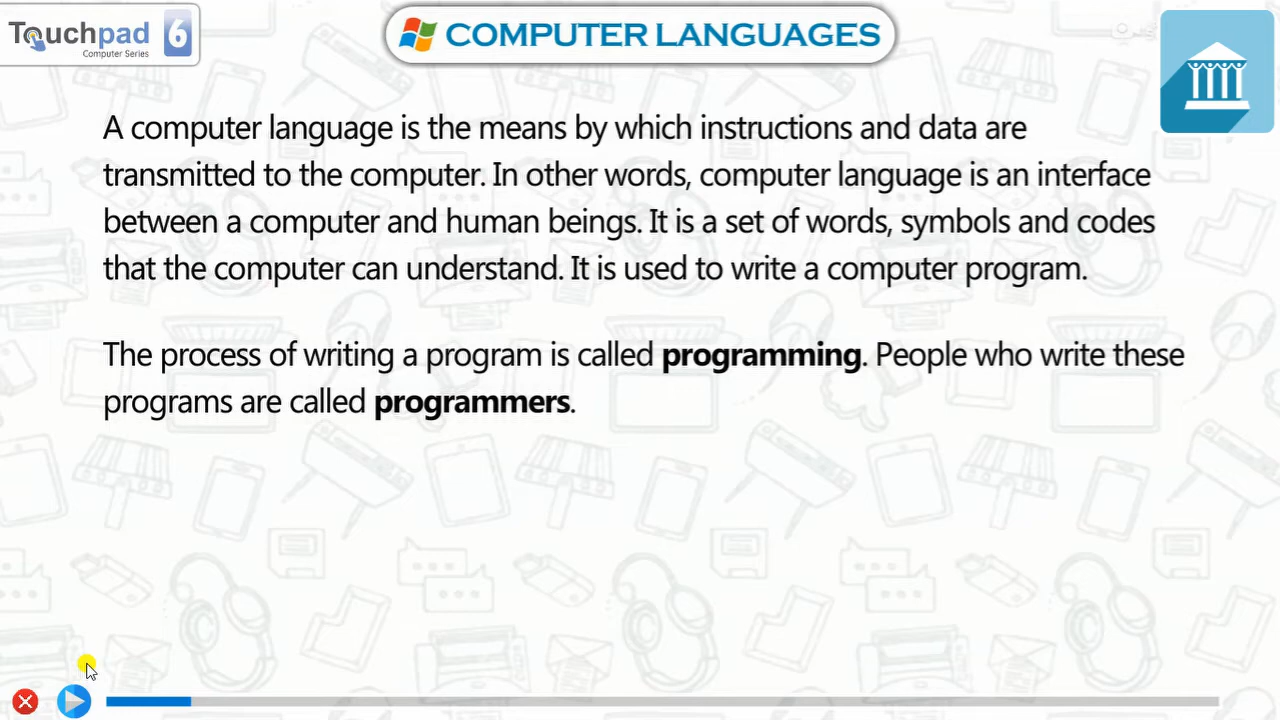 Touchpad 6
Computer Series
COMPUTER LANGUAGES
A computer language is the means by which instructions and data are
transmitted to the computer. In other words, computer language is an interface
between a computer and human beings. It is a set of words, symbols and codes
that the computer can understand. It is used to write a computer program.
The process of writing a program is called programming. People who write these
programs are called programmers.